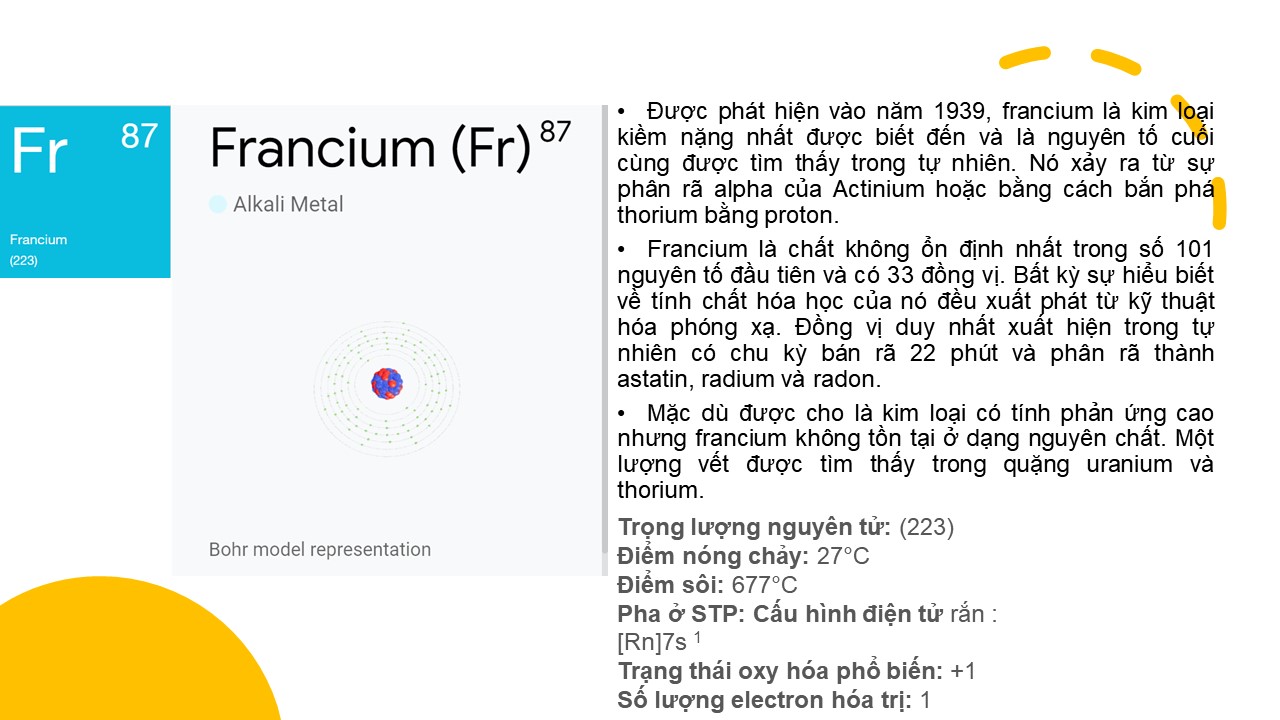 Fr 87
Francium
(223)
Francium (Fr) 87
Alkali Metal
Bohr model representation
• Được phát hiện vào năm 1939, francium là kim loại
kiềm nặng nhất được biết đến và là nguyên tố cuối
cùng được tìm thấy trong tự nhiên. Nó xảy ra từ sự
phân rã alpha của Actinium hoặc bằng cách bắn phá
thorium bằng proton.
• Francium là chất không ổn định nhất trong số 101
nguyên tố đầu tiên và có 33 đồng vị. Bất kỳ sự hiểu biết
về tính chất hóa học của nó đều xuất phát từ kỹ thuật
hóa phóng xạ. Đồng vị duy nhất xuất hiện trong tự
nhiên có chu kỳ bán rã 22 phút và phân rã thành
astatin, radium và radon.
• Mặc dù được cho là kim loại có tính phản ứng cao
nhưng francium không tồn tại ở dạng nguyên chất. Một
lượng vết được tìm thấy trong quặng uranium và
thorium.
Trọng lượng nguyên tử: (223)
Điểm nóng chảy: 27°C
Điểm sôi: 677°C
Pha ở STP: Cấu hình điện tử rắn :
[Rn]7s ¹
Trạng thái oxy hóa phổ biến: +1
Số lượng electron hóa trị: 1